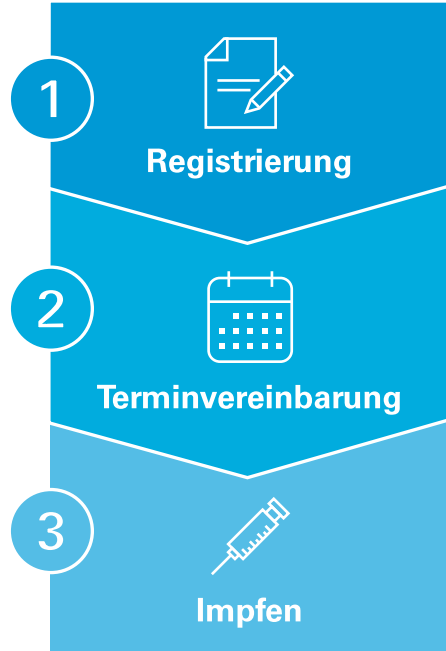 1
Registrierung
2
Terminvereinbarung
3
Impfen